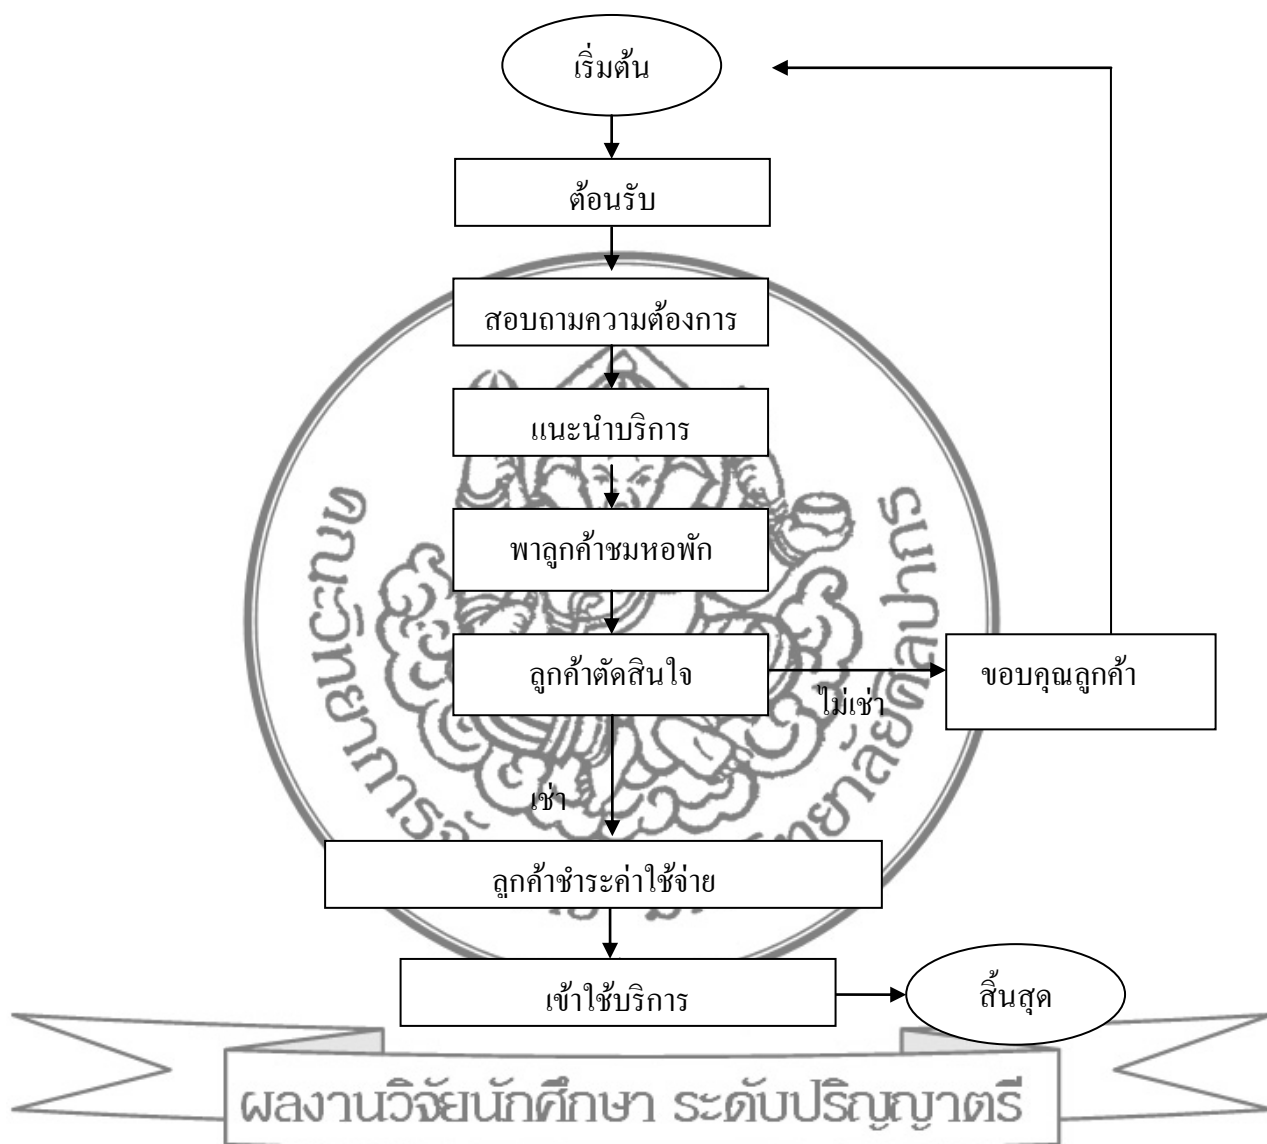 เริ่มต้น
ต้อนรับ
สอบถามความต้องการ
แนะนำบริการ
พาลูกค้าชมหอพัก
ลูกค้าตัดสินใจ
ไม่เช่า
ขอบคุณลูกค้า
เช่า
ลูกค้าชำระค่าใช้จ่าย
เข้าใช้บริการ
สิ้นสุด
ผลงานวิจัยนักศึกษา ระดับปริญญาตรี